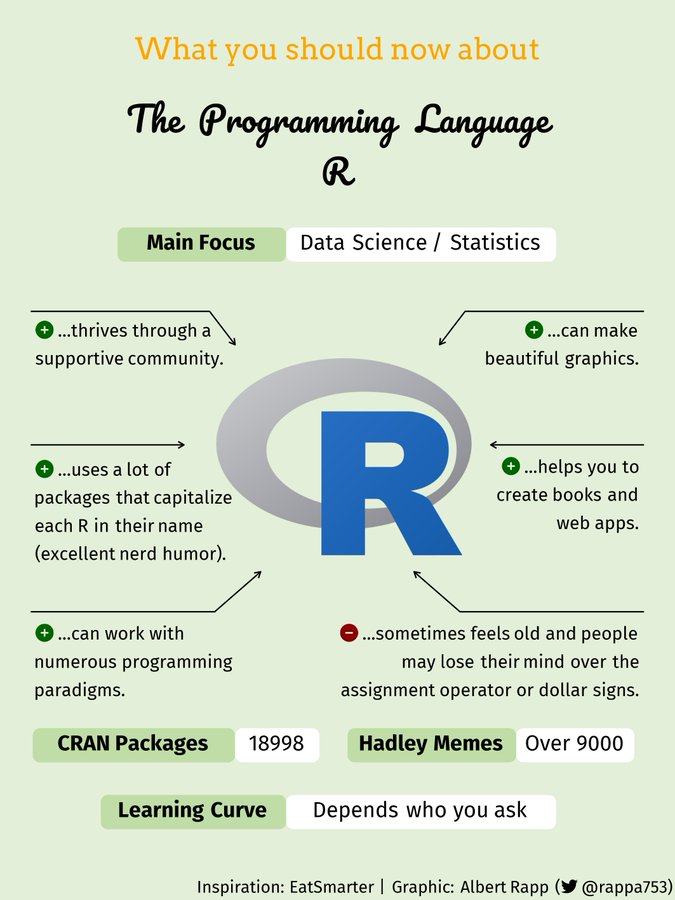 What you should now about
The Programming Language
R
Main Focus Data Science / Statistics
...thrives through a
supportive community.
...can make
beautiful graphics.
...uses a lot of
packages that capitalize
each R in their name
(excellent nerd humor).
...helps you to
create books and
web apps.
R
...can work with
numerous programming
paradigms.
...sometimes feels old and people
may lose their mind over the
assignment operator or dollar signs.
CRAN Packages 18998
Hadley Memes Over 9000
Learning Curve Depends who you ask
Inspiration: EatSmarter | Graphic: Albert Rapp ( @rappa753)